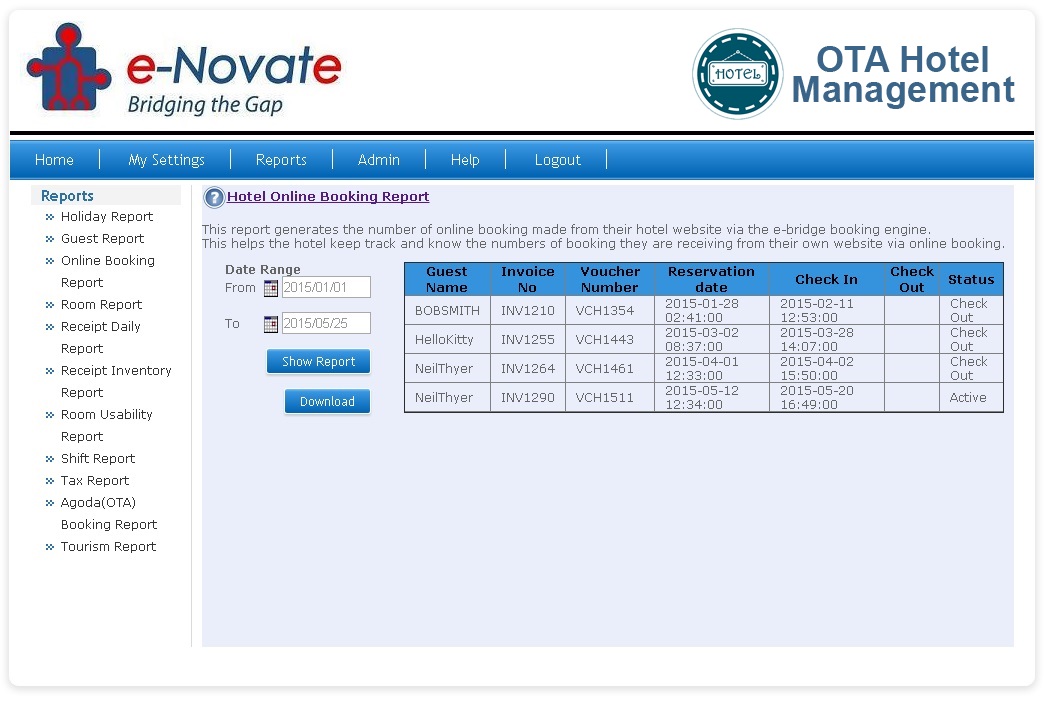 e-Novate
Bridging the Gap
HOTEL
OTA Hotel
Management
Home My Settings Reports Admin Help Logout
Reports
Holiday Report
Guest Report
Online Booking
Report
Room Report
Receipt Daily
Report
Receipt Inventory
Report
Room Usability
Report
Shift Report
Tax Report
Agoda(OTA)
Booking Report
Tourism Report
? Hotel Online Booking Report
This report generates the number of online booking made from their hotel website via the e-bridge booking engine.
This helps the hotel keep track and know the numbers of booking they are receiving from their own website via online booking.
Date Range
From 2015/01/01
To 2015/05/25
Show Report
Download
Guest Name Invoice No Voucher Number Reservation date Check In Check Out Status
BOBSMITH INV1210 VCH1354 2015-01-28 02:41:00 2015-02-11 12:53:00 Check Out
HelloKitty INV1255 VCH1443 2015-03-02 08:37:00 2015-03-28 14:07:00 Check Out
NeilThyer INV1264 VCH1461 2015-04-01 12:33:00 2015-04-02 15:50:00 Check Out
NeilThyer INV1290 VCH1511 2015-05-12 12:34:00 2015-05-20 16:49:00 Active